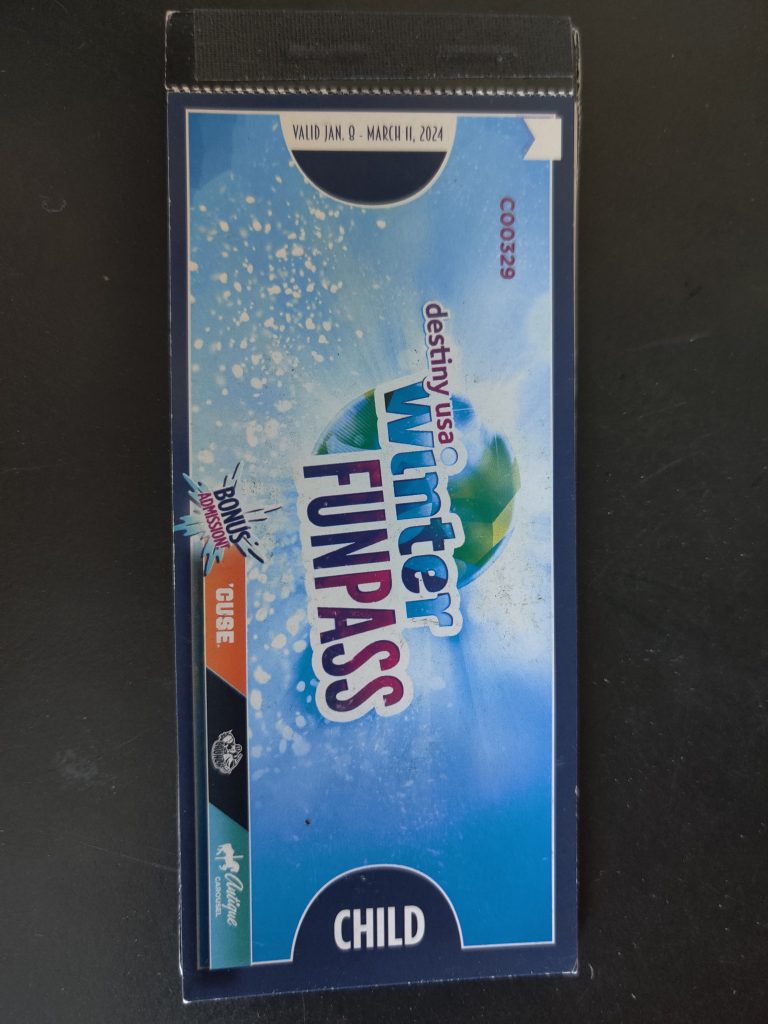 VALID JAN. 8 - MARCH 11, 2024
C00329
destiny usa
winter
FUNPASS
BONUS
ADMISSION!
'CUSE.
Antique
CAROUSEL
CHILD